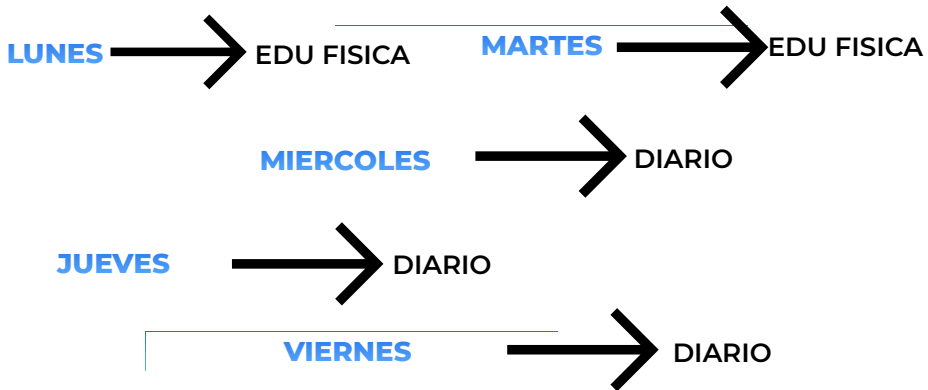 LUNES EDU FISICA MARTES EDU FISICA
MIERCOLES DIARIO
JUEVES DIARIO
VIERNES DIARIO